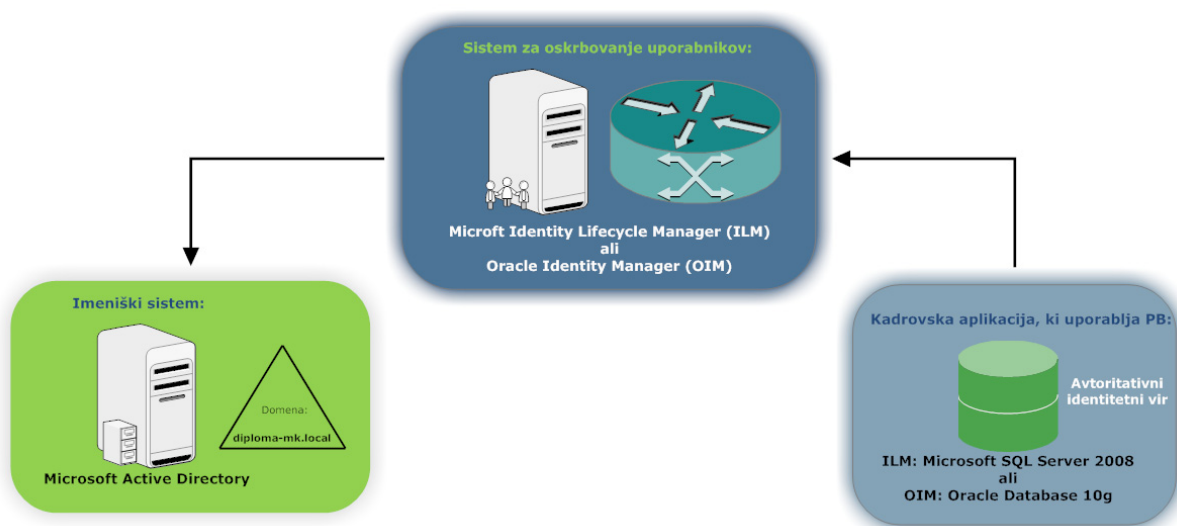 Sistem za oskrbovanje uporabnikov:
Microft Identity Lifecycle Manager (ILM)
ali
Oracle Identity Manager (OIM)
Imeniški sistem:
Domena:
diploma-mk.local
Microsoft Active Directory
Kadrovska aplikacija, ki uporablja PB:
Avtoritativni
identitetni vir
ILM: Microsoft SQL Server 2008
ali
OIM: Oracle Database 10g